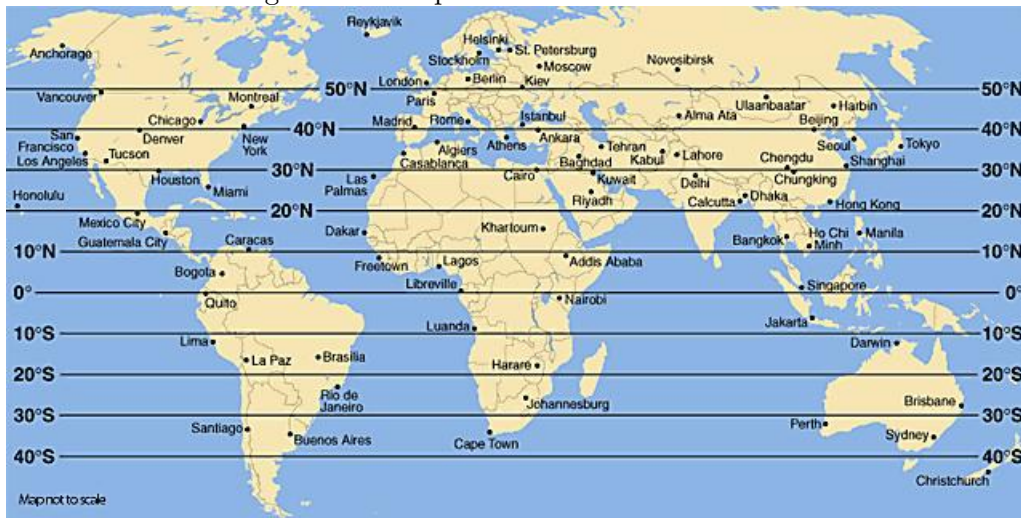 Reykjavik
Helsinki
St. Petersburg
Anchorage
Stockholm
Moscow
Novosibirsk
London
Berlin
Kiev
Vancouver
Montreal
50°N
Paris
50°N
Ulaanbaatar
Harbin
Chicago
Madrid
Rome
Istanbul
Alma Ata
Beijing
San
Francisco
Denver
New
York
40°N
Ankara
40°N
Los Angeles
Tucson
Algiers
Athens
Tehran
Seoul
Tokyo
Casablanca
Baghdad
Kabul
Lahore
Chengdu
Shanghai
Houston
30°N
Cairo
Kuwait
30°N
Honolulu
Miami
Las
Palmas
Riyadh
Delhi
Chungking
Calcutta
Dhaka
Hong Kong
Mexico City
20°N
20°N
Guatemala City
Caracas
Dakar
Khartoum
Bangkok
Ho Chi
Minh
Manila
10°N
10°N
Bogota
Freetown
Lagos
Addis Ababa
Libreville
Singapore
0°
Quito
Nairobi
0°
Luanda
Jakarta
10°S
Lima
10°S
Darwin
La Paz
Brasilia
Harare
20°S
20°S
Rio de
Janeiro
Johannesburg
Brisbane
30°S
30°S
Santiago
Buenos Aires
Cape Town
Perth
Sydney
40°S
40°S
Christchurch
Map not to scale